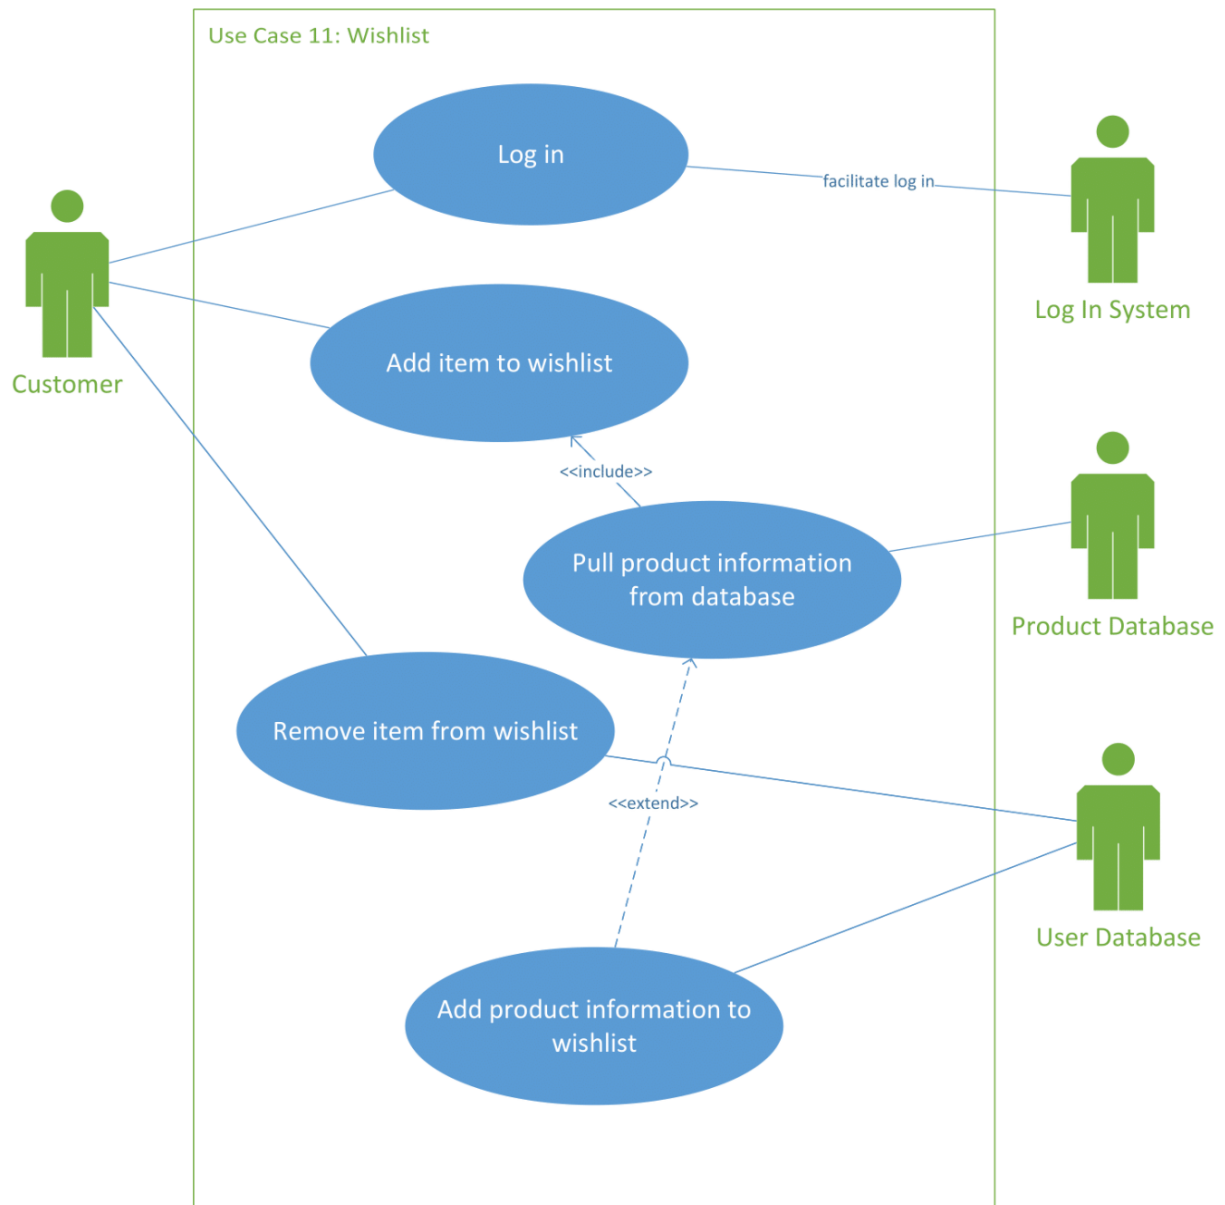 Use Case 11: Wishlist
Log in
facilitate log in
Log In System
Customer
Add item to wishlist
<<include>>
Pull product information
from database
Product Database
Remove item from wishlist
<<extend>>
User Database
Add product information to
wishlist